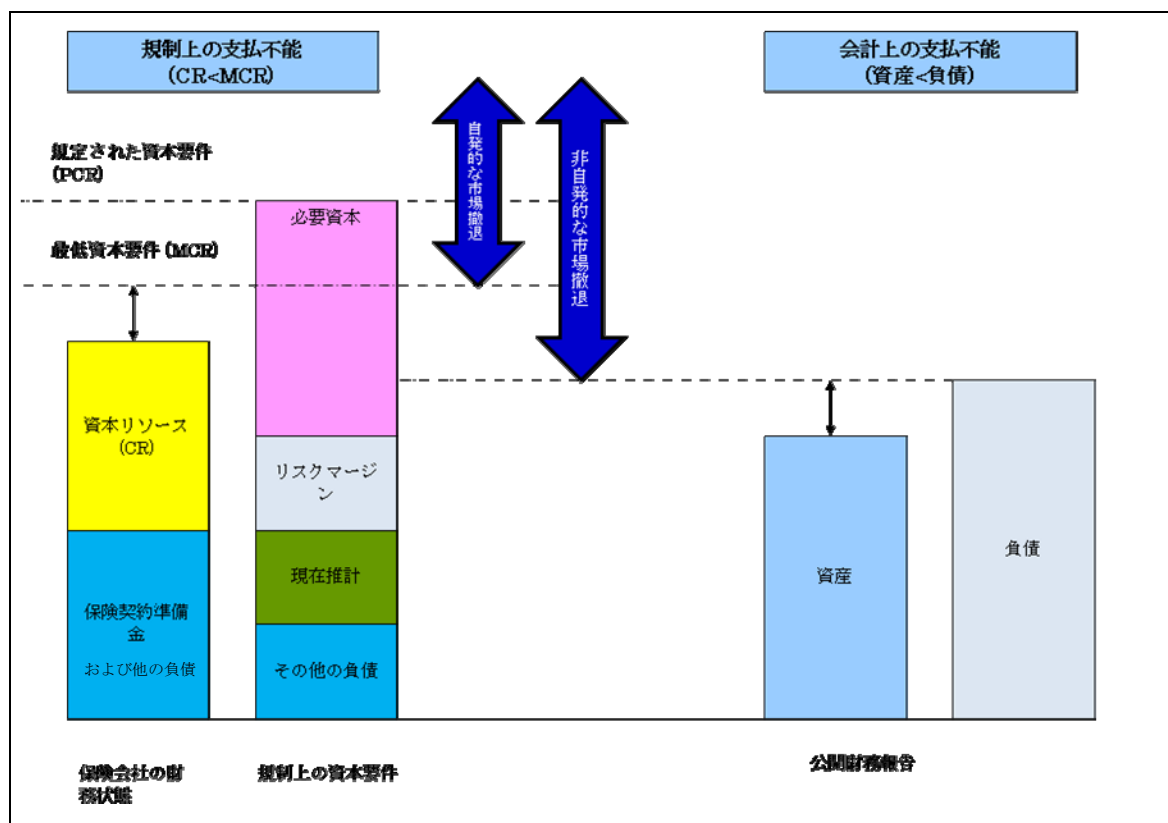 規制上の支払不能
(CR<MCR)
会計上の支払不能
(資産<負債)
自発的な市場撤退
非自発的な市場撤退
規定された資本要件
(PCR)
必要資本
最低資本要件 (MCR)
資本リソース
(CR)
リスクマージ
ン
現在推計
保険契約準備
金
および他の負債
その他の負債
資産
負債
保険会社の財
務状態
規制上の資本要件
公開財務報告